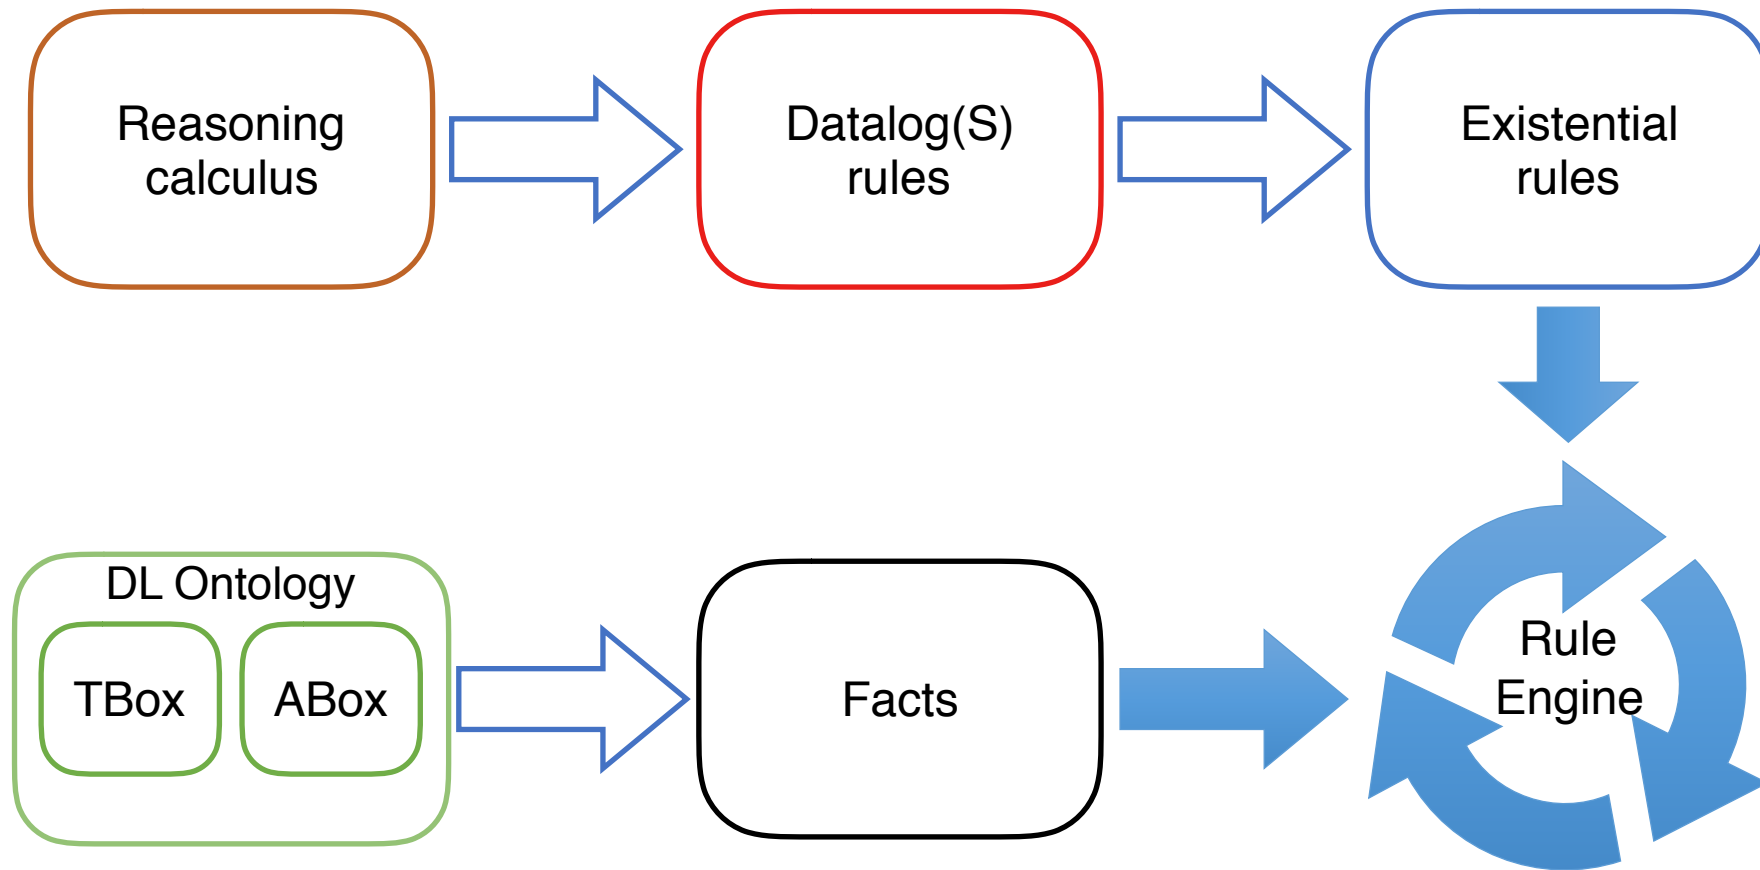 Reasoning
calculus
Datalog(S)
rules
Existential
rules
DL Ontology
TBox
ABox
Facts
Rule
Engine